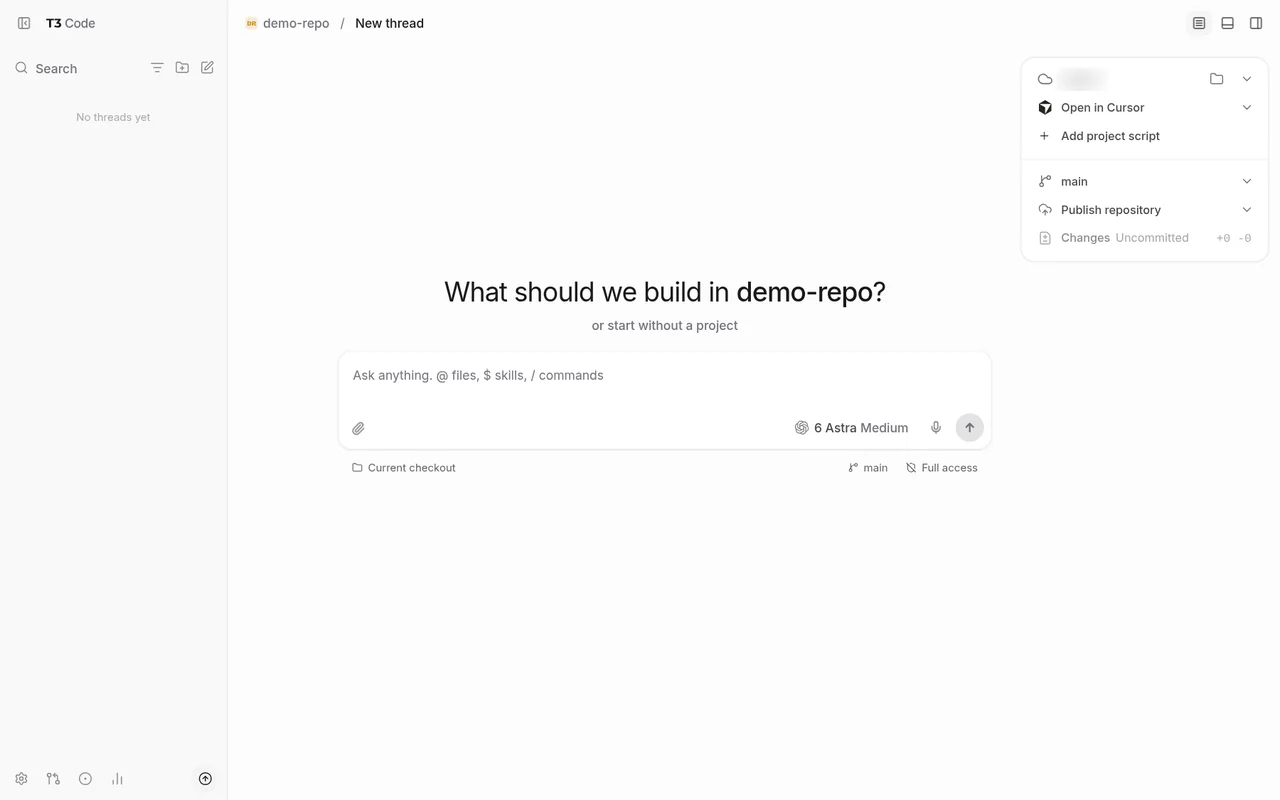 T3 Code
Search
No threads yet
DR demo-repo / New thread
Open in Cursor
Add project script
main
Publish repository
Changes Uncommitted +0 -0
What should we build in demo-repo?
or start without a project
Ask anything. @ files, $ skills, / commands
6 Astra Medium
Current checkout
main
Full access